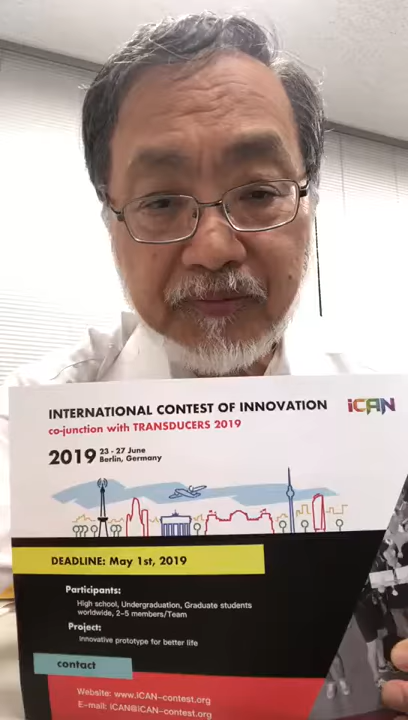 INTERNATIONAL CONTEST OF INNOVATION
iCAN
co-junction with TRANSDUCERS 2019
2019 23 - 27 June
Berlin, Germany
DEADLINE: May 1st, 2019
Participants:
High school, Undergraduation, Graduate students
worldwide, 2-5 members/Team
Project:
Innovative prototype for better life
contact
Website: www.iCAN-contest.org
E-mail: iCAN@iCAN-contest.org